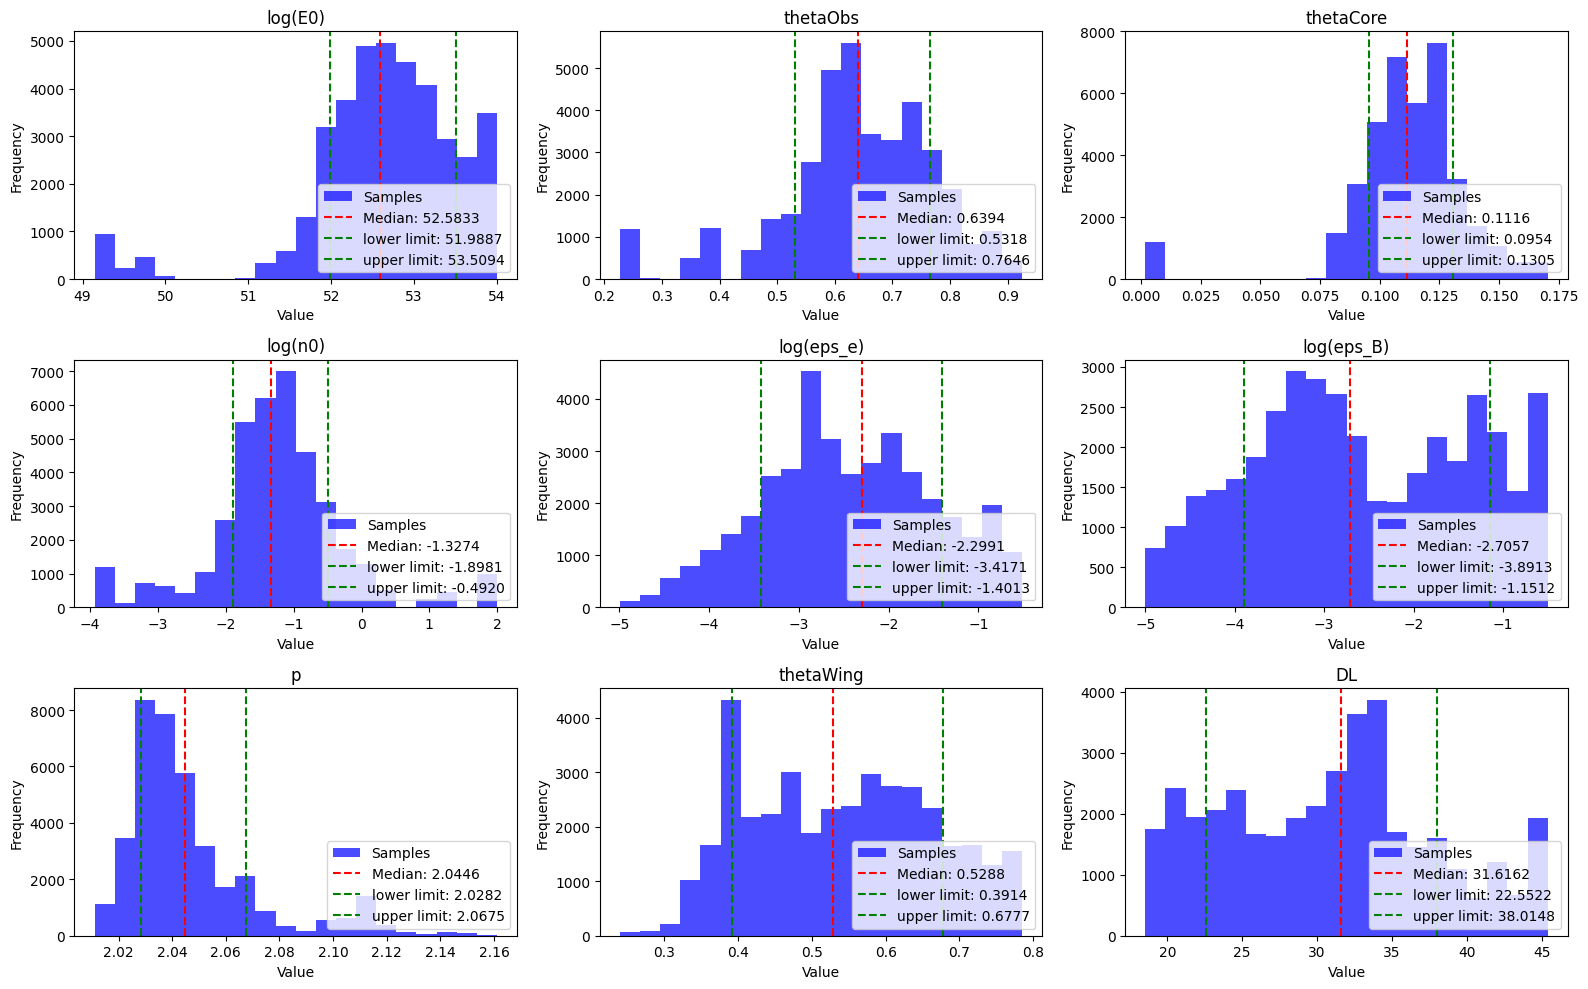 log(E0)
Frequency
5000
4000
3000
2000
1000
0
49 50 51 52 53 54
Value
Samples
Median: 52.5833
lower limit: 51.9887
upper limit: 53.5094
thetaObs
Frequency
5000
4000
3000
2000
1000
0
0.2 0.3 0.4 0.5 0.6 0.7 0.8 0.9
Value
Samples
Median: 0.6394
lower limit: 0.5318
upper limit: 0.7646
thetaCore
Frequency
8000
6000
4000
2000
0
0.000 0.025 0.050 0.075 0.100 0.125 0.150 0.175
Value
Samples
Median: 0.1116
lower limit: 0.0954
upper limit: 0.1305
log(n0)
Frequency
7000
6000
5000
4000
3000
2000
1000
0
−4 −3 −2 −1 0 1 2
Value
Samples
Median: -1.3274
lower limit: -1.8981
upper limit: -0.4920
log(eps_e)
Frequency
4000
3000
2000
1000
0
−5 −4 −3 −2 −1
Value
Samples
Median: -2.2991
lower limit: -3.4171
upper limit: -1.4013
log(eps_B)
Frequency
3000
2500
2000
1500
1000
500
0
−5 −4 −3 −2 −1
Value
Samples
Median: -2.7057
lower limit: -3.8913
upper limit: -1.1512
p
Frequency
8000
6000
4000
2000
0
2.02 2.04 2.06 2.08 2.10 2.12 2.14 2.16
Value
Samples
Median: 2.0446
lower limit: 2.0282
upper limit: 2.0675
thetaWing
Frequency
4000
3000
2000
1000
0
0.3 0.4 0.5 0.6 0.7 0.8
Value
Samples
Median: 0.5288
lower limit: 0.3914
upper limit: 0.6777
DL
Frequency
4000
3500
3000
2500
2000
1500
1000
500
0
20 25 30 35 40 45
Value
Samples
Median: 31.6162
lower limit: 22.5522
upper limit: 38.0148